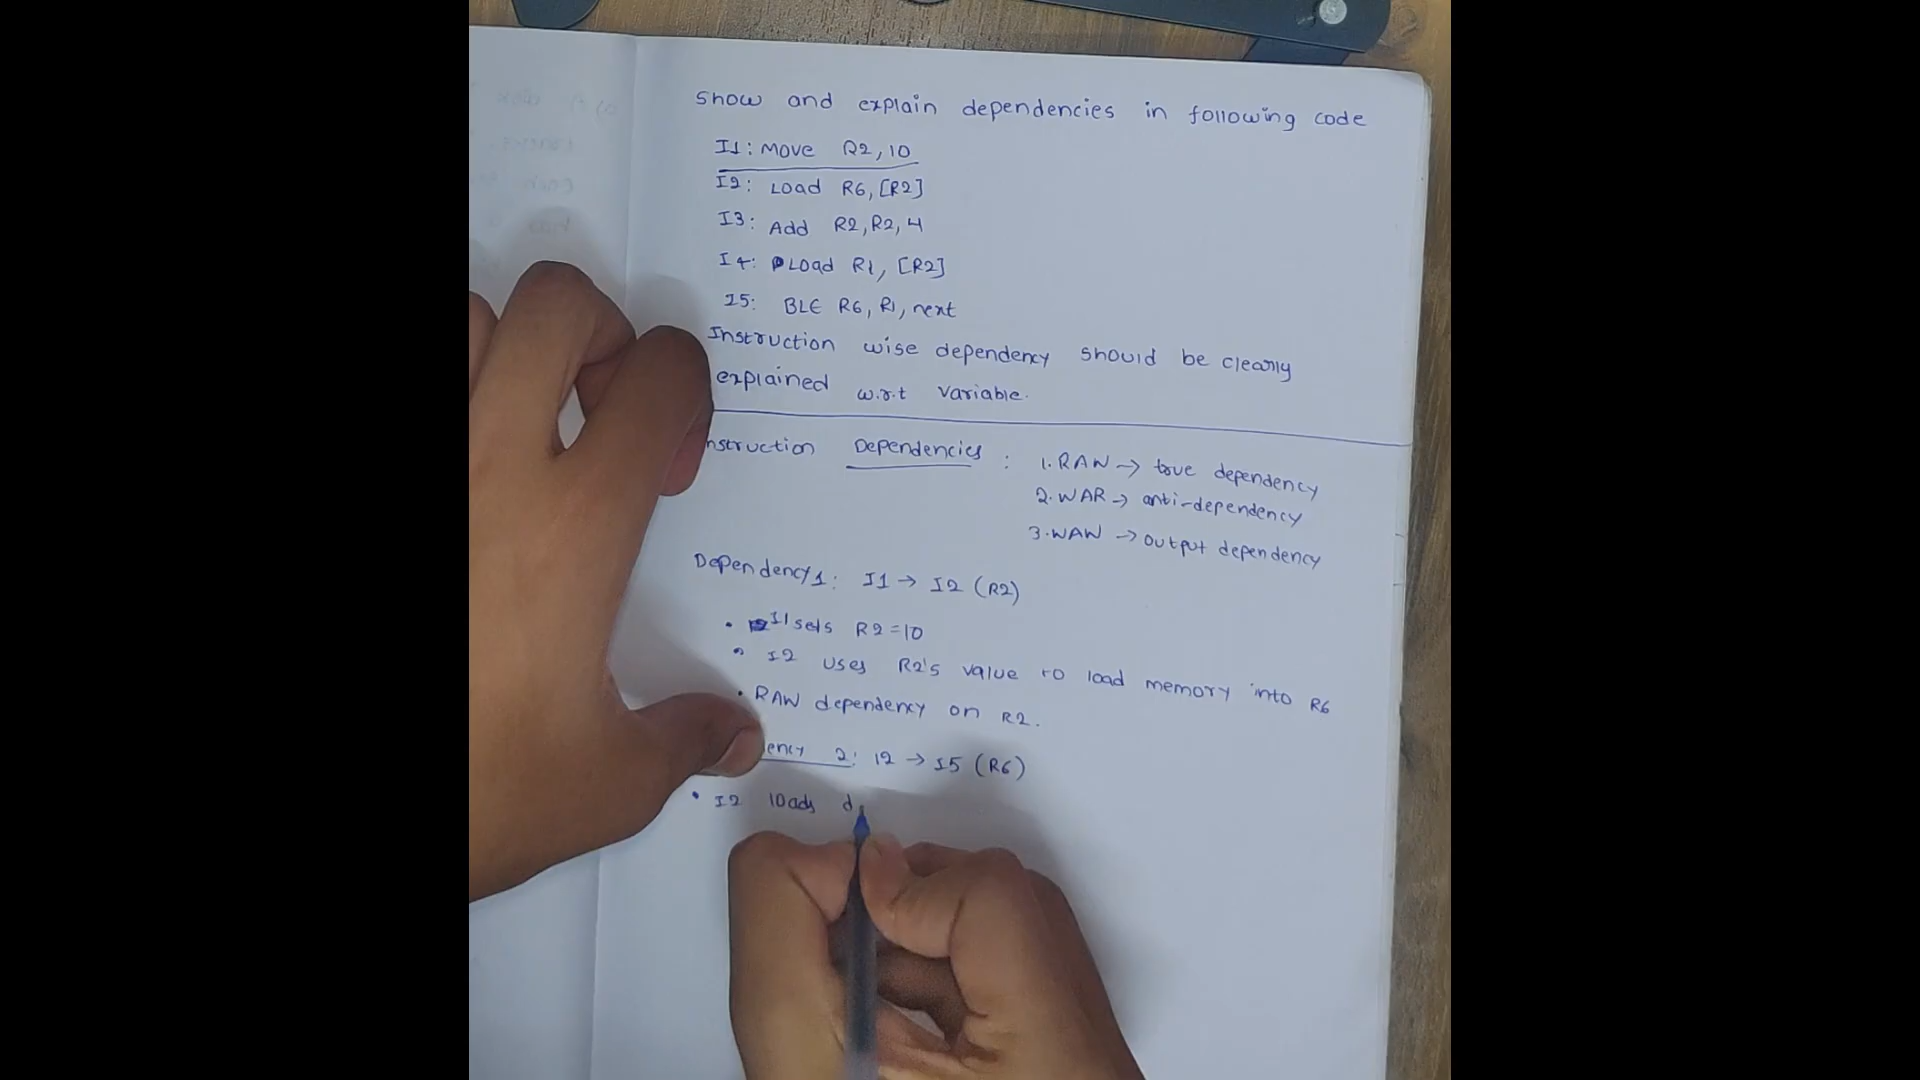 Show and explain dependencies in following code
I1: Move R2, 10
I2: Load R6, [R2]
I3: Add R2, R2, 4
I4: Load R1, [R2]
I5: BLE R6, R1, next
Instruction wise dependency should be clearly
explained w.r.t variable.
nstruction Dependencies :
1. RAW → true dependency
2. WAR → anti-dependency
3. WAW → output dependency
Dependency 1: I1 → I2 (R2)
• I1 sets R2 = 10
• I2 uses R2's value to load memory into R6
• RAW dependency on R2.
ency 2: I2 → I5 (R6)
• I2 loads d